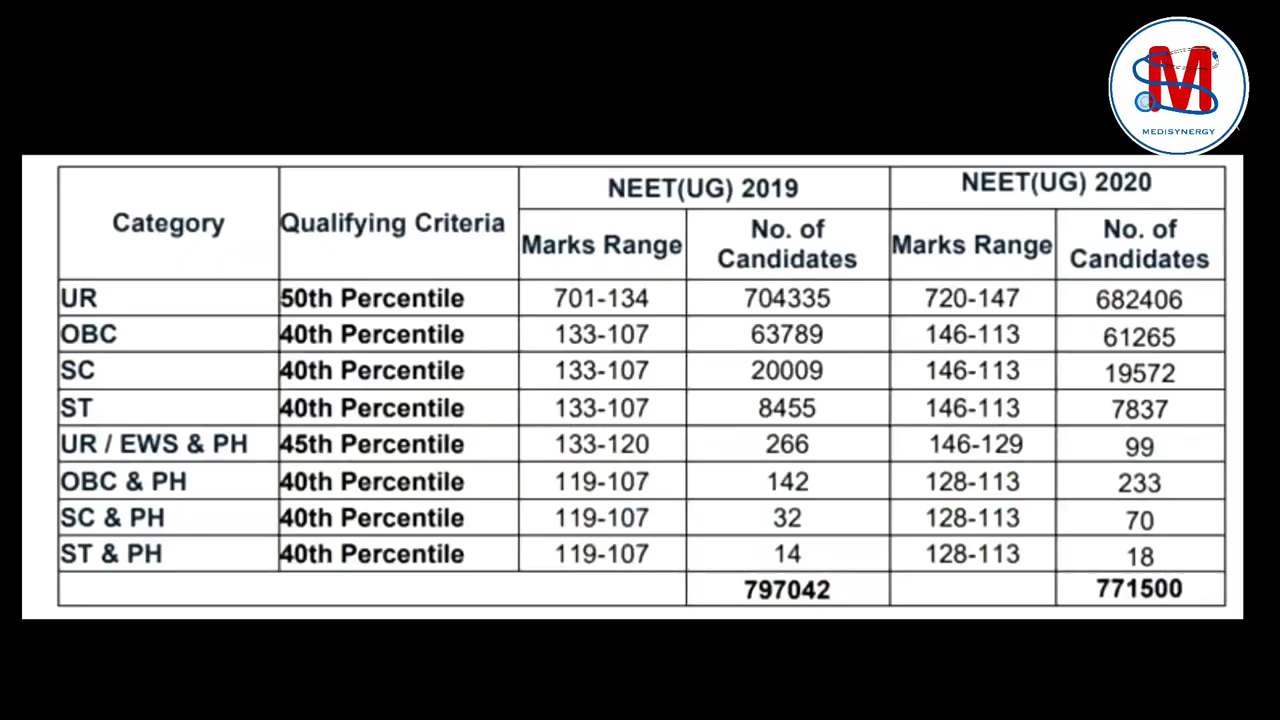 M
MEDISYNERGY
Category Qualifying Criteria NEET(UG) 2019 NEET(UG) 2020
Marks Range No. of Candidates Marks Range No. of Candidates
UR 50th Percentile 701-134 704335 720-147 682406
OBC 40th Percentile 133-107 63789 146-113 61265
SC 40th Percentile 133-107 20009 146-113 19572
ST 40th Percentile 133-107 8455 146-113 7837
UR / EWS & PH 45th Percentile 133-120 266 146-129 99
OBC & PH 40th Percentile 119-107 142 128-113 233
SC & PH 40th Percentile 119-107 32 128-113 70
ST & PH 40th Percentile 119-107 14 128-113 18
797042 771500